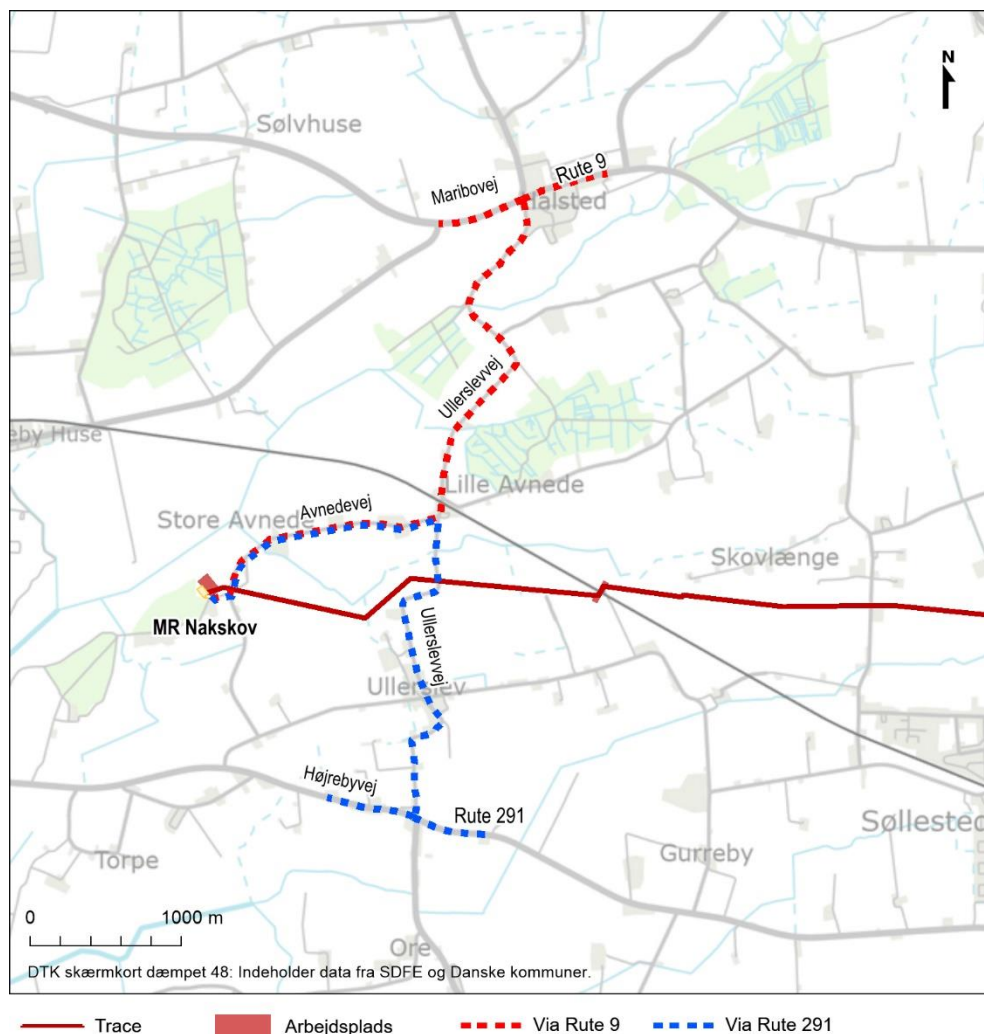 N
Sølvhuse
Maribovej
Rute 9
Halsted
Ullerslevvej
eby Huse
Lille Avnede
Avnedevej
Store Avnede
Skovlænge
MR Nakskov
Ullerslevvej
Ullerslev
Højrebyvej
Rute 291
Søllested
Torpe
Gurreby
0 1000 m
Ore
DTK skærmkort dæmpet 48: Indeholder data fra SDFE og Danske kommuner.
Trace Arbejdsplads Via Rute 9 Via Rute 291